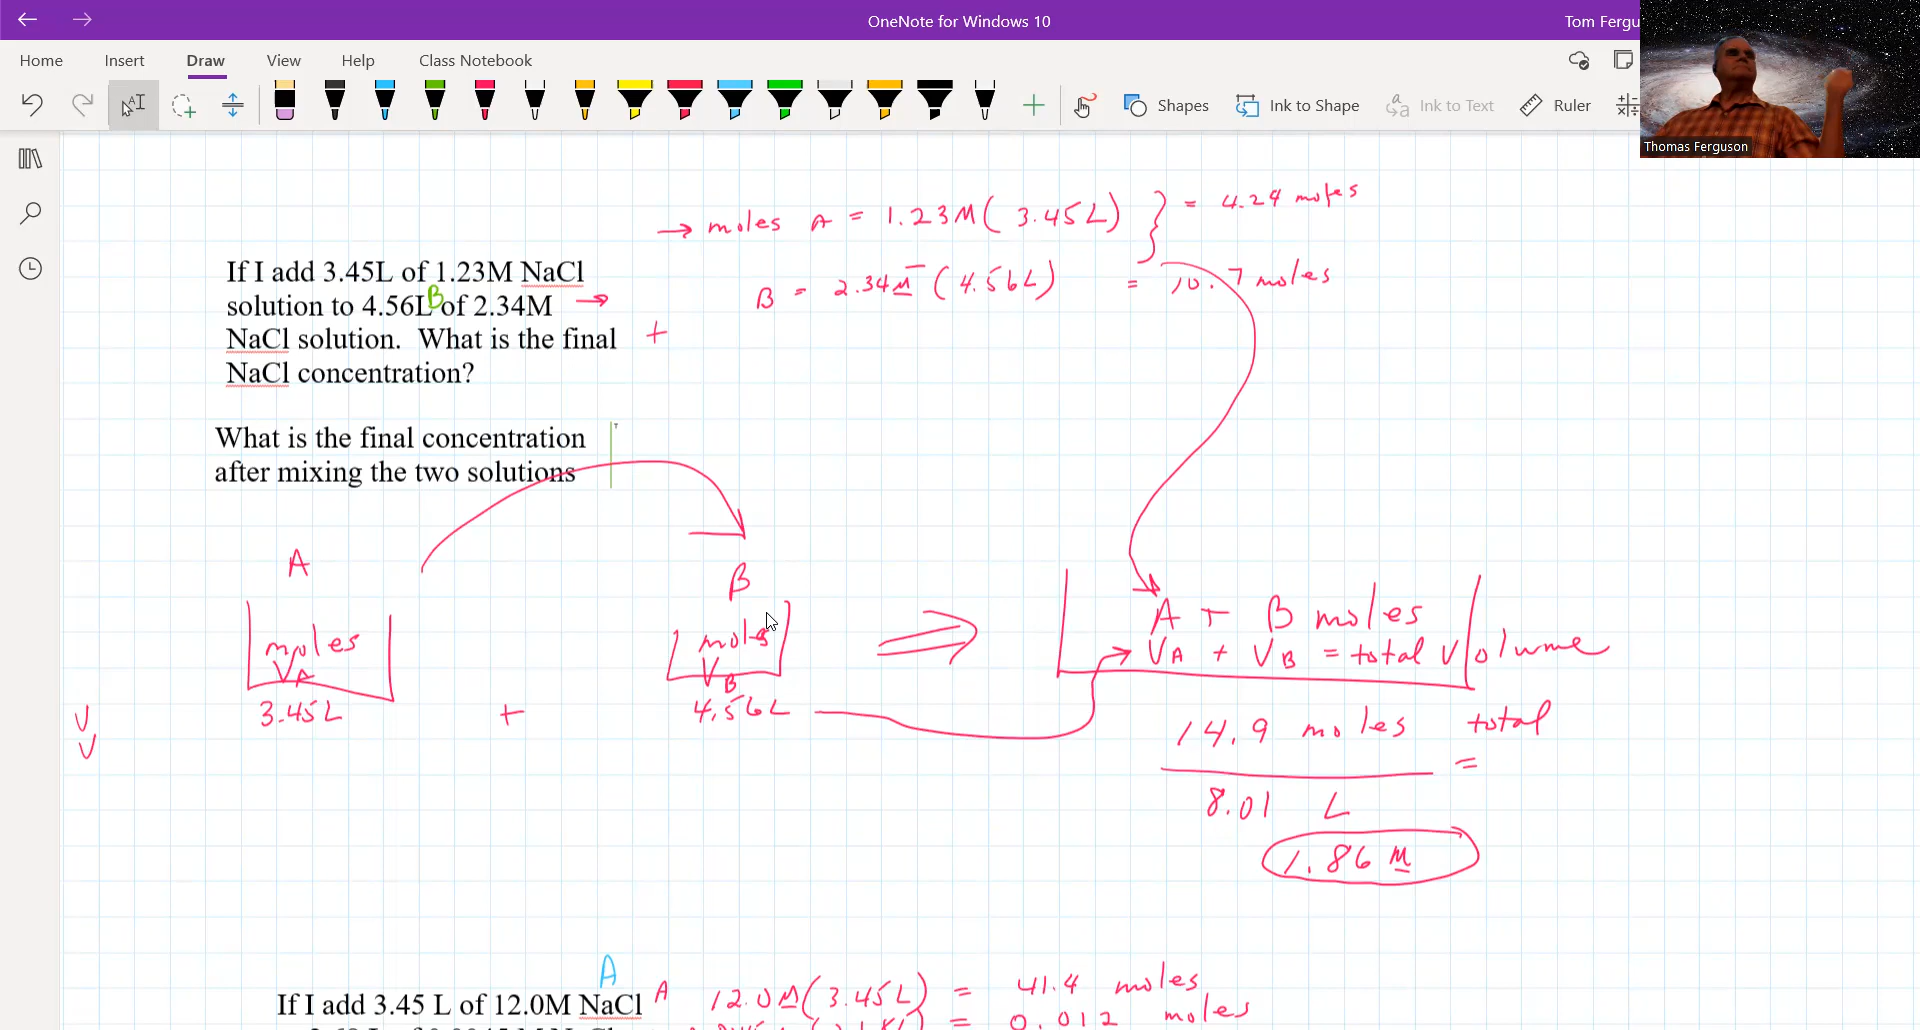 OneNote for Windows 10
Tom Fergu
Home Insert Draw View Help Class Notebook
Shapes Ink to Shape Ink to Text Ruler
Thomas Ferguson
→ moles A = 1.23M ( 3.45L ) } = 4.24 moles
B = 2.34M ( 4.56L ) = 10.7 moles
If I add 3.45L of 1.23M NaCl
solution to 4.56L B of 2.34M →
NaCl solution. What is the final +
NaCl concentration?
What is the final concentration
after mixing the two solutions
A
B
moles
VA
3.45L
+
moles
VB
4.56L
A + B moles
VA + VB = total Volume
14.9 moles total
=
8.01 L
1.86 M
V
V
A
If I add 3.45 L of 12.0M NaCl
A 12.0M ( 3.45L ) = 41.4 moles
= 0.012 moles